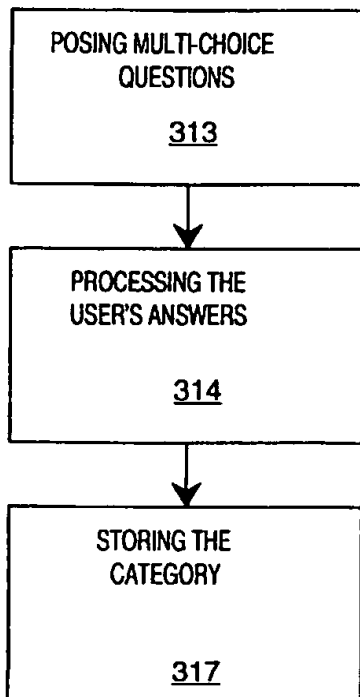 POSING MULTI-CHOICE
QUESTIONS
313
PROCESSING THE
USER'S ANSWERS
314
STORING THE
CATEGORY
317